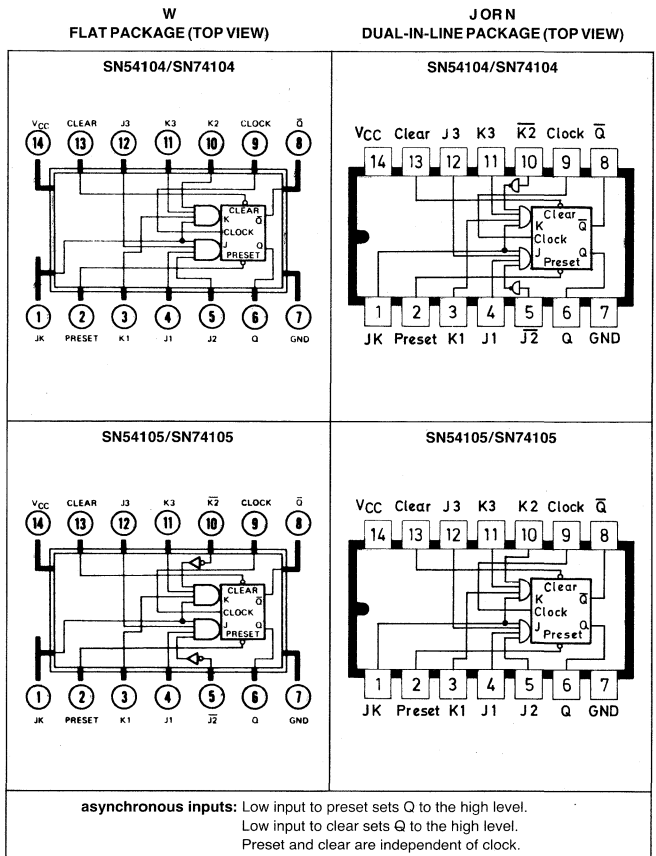 W
FLAT PACKAGE (TOP VIEW)
J OR N
DUAL-IN-LINE PACKAGE (TOP VIEW)
SN54104/SN74104
VCC CLEAR J3 K3 K2 CLOCK Q̅
14 13 12 11 10 9 8
CLEAR
K Q̅
CLOCK
J Q
PRESET
1 2 3 4 5 6 7
JK PRESET K1 J1 J2 Q GND
SN54104/SN74104
VCC Clear J3 K3 K̅2̅ Clock Q̅
14 13 12 11 10 9 8
Clear
K Q̅
Clock
J Q
Preset
1 2 3 4 5 6 7
JK Preset K1 J1 J̅2̅ Q GND
SN54105/SN74105
VCC CLEAR J3 K3 K̅2̅ CLOCK Q̅
14 13 12 11 10 9 8
CLEAR
K Q̅
CLOCK
J Q
PRESET
1 2 3 4 5 6 7
JK PRESET K1 J1 J̅2̅ Q GND
SN54105/SN74105
VCC Clear J3 K3 K2 Clock Q̅
14 13 12 11 10 9 8
Clear
K Q̅
Clock
J Q
Preset
1 2 3 4 5 6 7
JK Preset K1 J1 J2 Q GND
asynchronous inputs: Low input to preset sets Q to the high level.
Low input to clear sets Q to the high level.
Preset and clear are independent of clock.